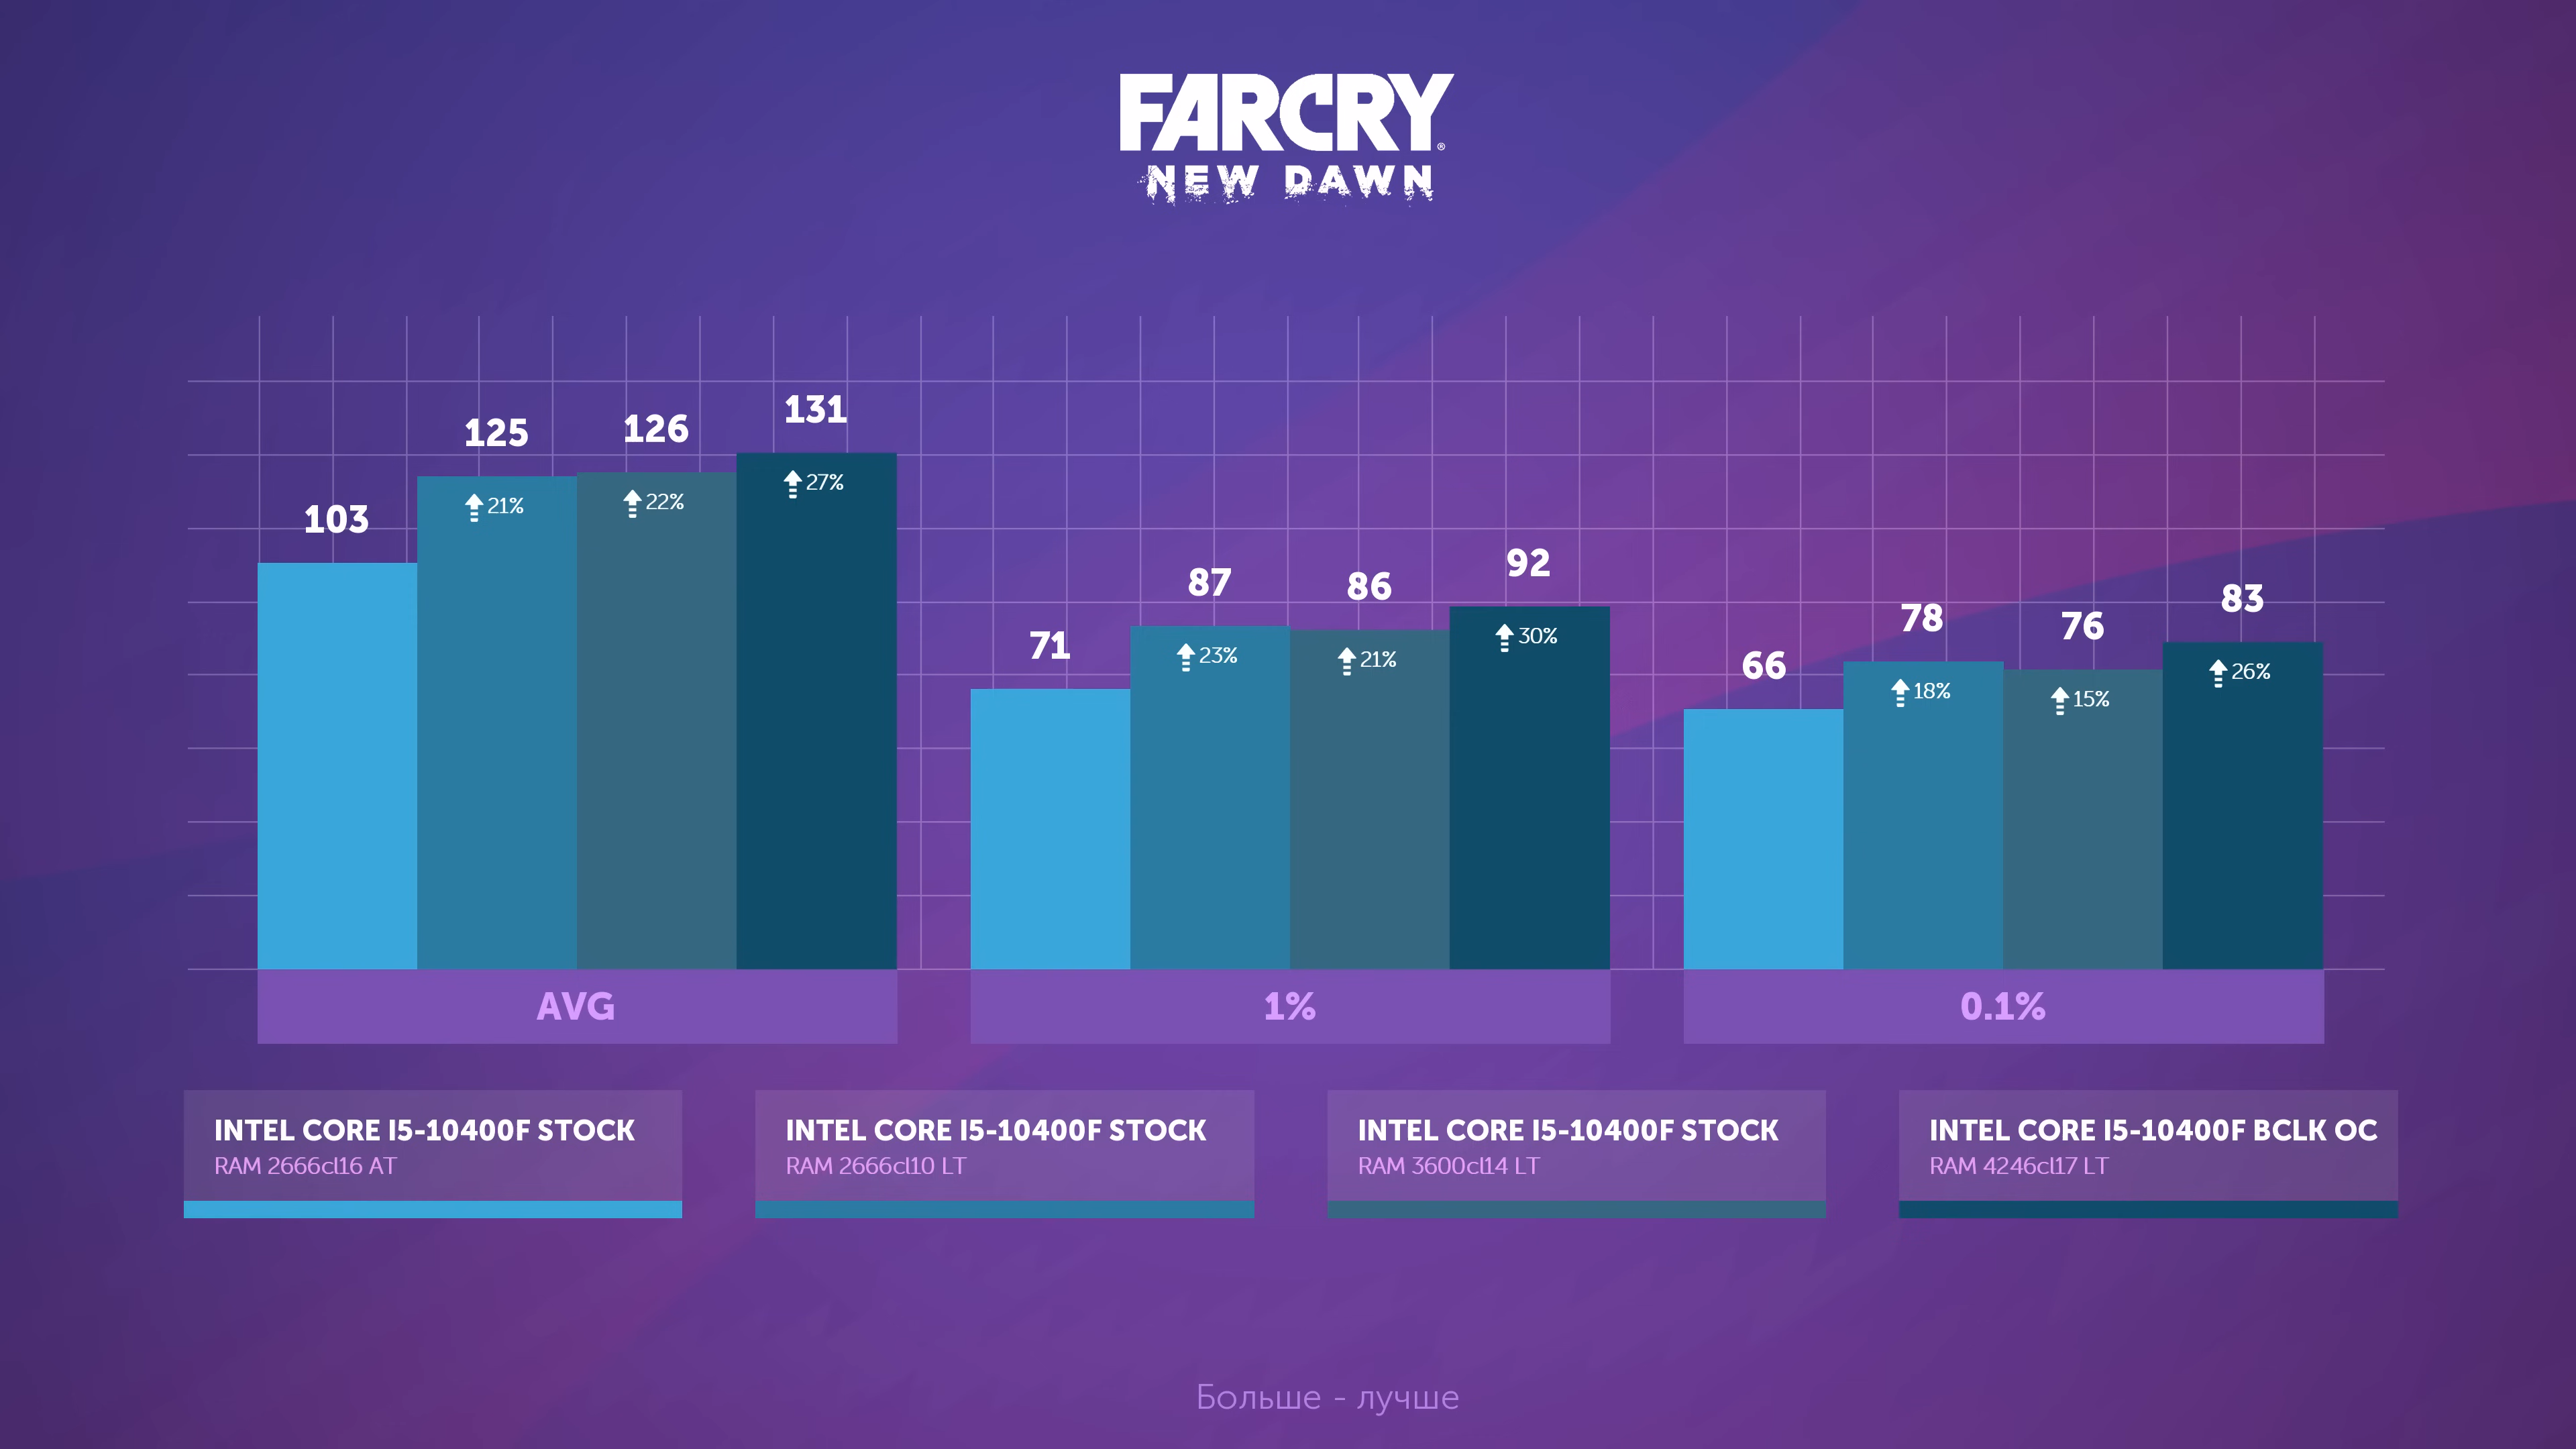 FARCRY®
NEW DAWN
103
125
126
131
21%
22%
27%
71
87
86
92
23%
21%
30%
66
78
76
83
18%
15%
26%
AVG
1%
0.1%
INTEL CORE I5-10400F STOCK
RAM 2666cl16 AT
INTEL CORE I5-10400F STOCK
RAM 2666cl10 LT
INTEL CORE I5-10400F STOCK
RAM 3600cl14 LT
INTEL CORE I5-10400F BCLK OC
RAM 4246cl17 LT
Больше - лучше